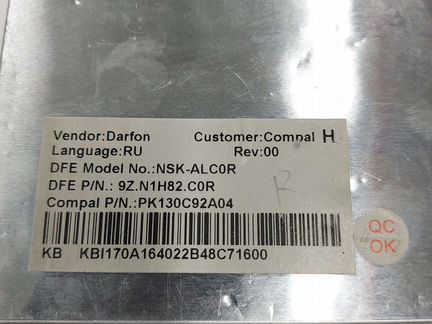 Vendor:Darfon Customer:Compal H
Language:RU Rev:00
DFE Model No.:NSK-ALC0R
DFE P/N.: 9Z.N1H82.C0R
Compal P/N.:PK130C92A04
R
KB KBI170A164022B48C71600
QC
OK